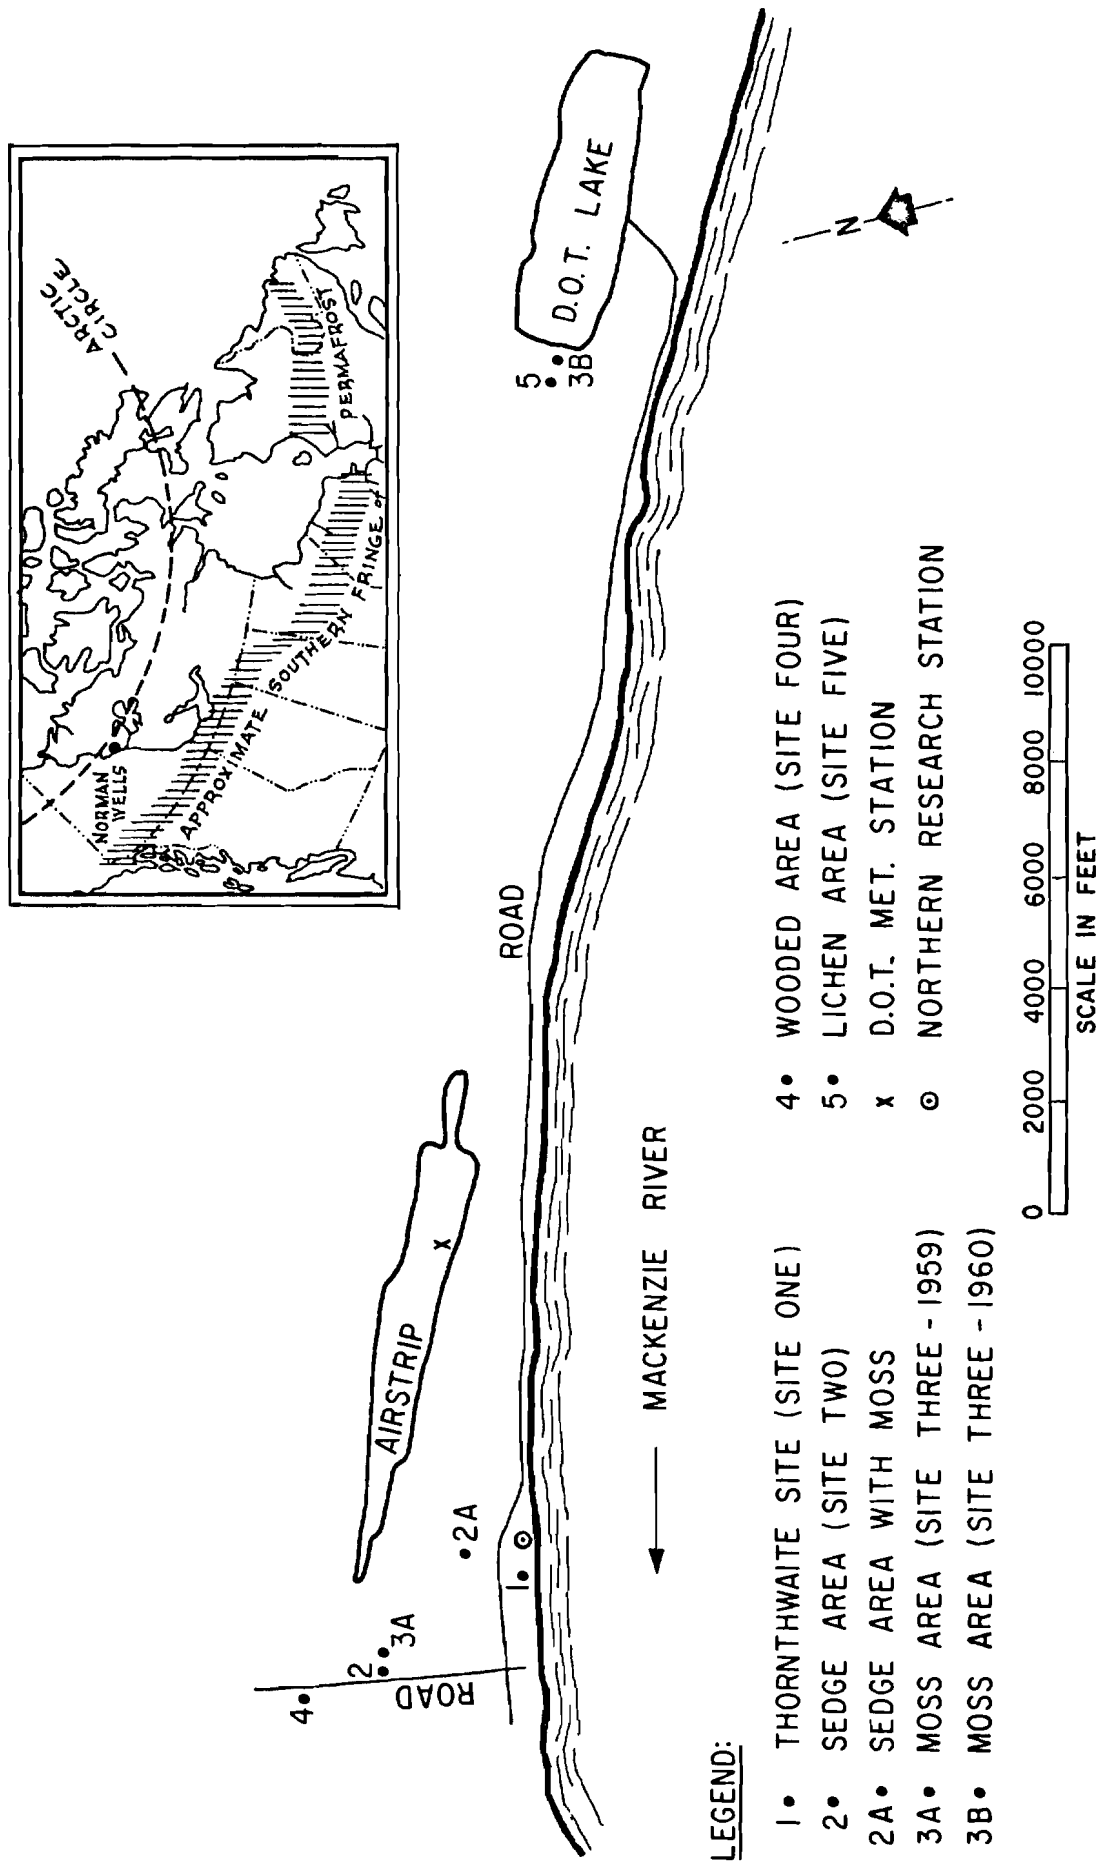 ARCTIC
CIRCLE
NORMAN
WELLS
APPROXIMATE SOUTHERN FRINGE of
PERMAFROST
4
2
3A
ROAD
2A
1
AIRSTRIP
X
ROAD
5
3B
D.O.T. LAKE
N
MACKENZIE RIVER
LEGEND:
1 • THORNTHWAITE SITE (SITE ONE)
2 • SEDGE AREA (SITE TWO)
2A • SEDGE AREA WITH MOSS
3A • MOSS AREA (SITE THREE - 1959)
3B • MOSS AREA (SITE THREE - 1960)
4 • WOODED AREA (SITE FOUR)
5 • LICHEN AREA (SITE FIVE)
x D.O.T. MET. STATION
⊙ NORTHERN RESEARCH STATION
0 2000 4000 6000 8000 10000
SCALE IN FEET